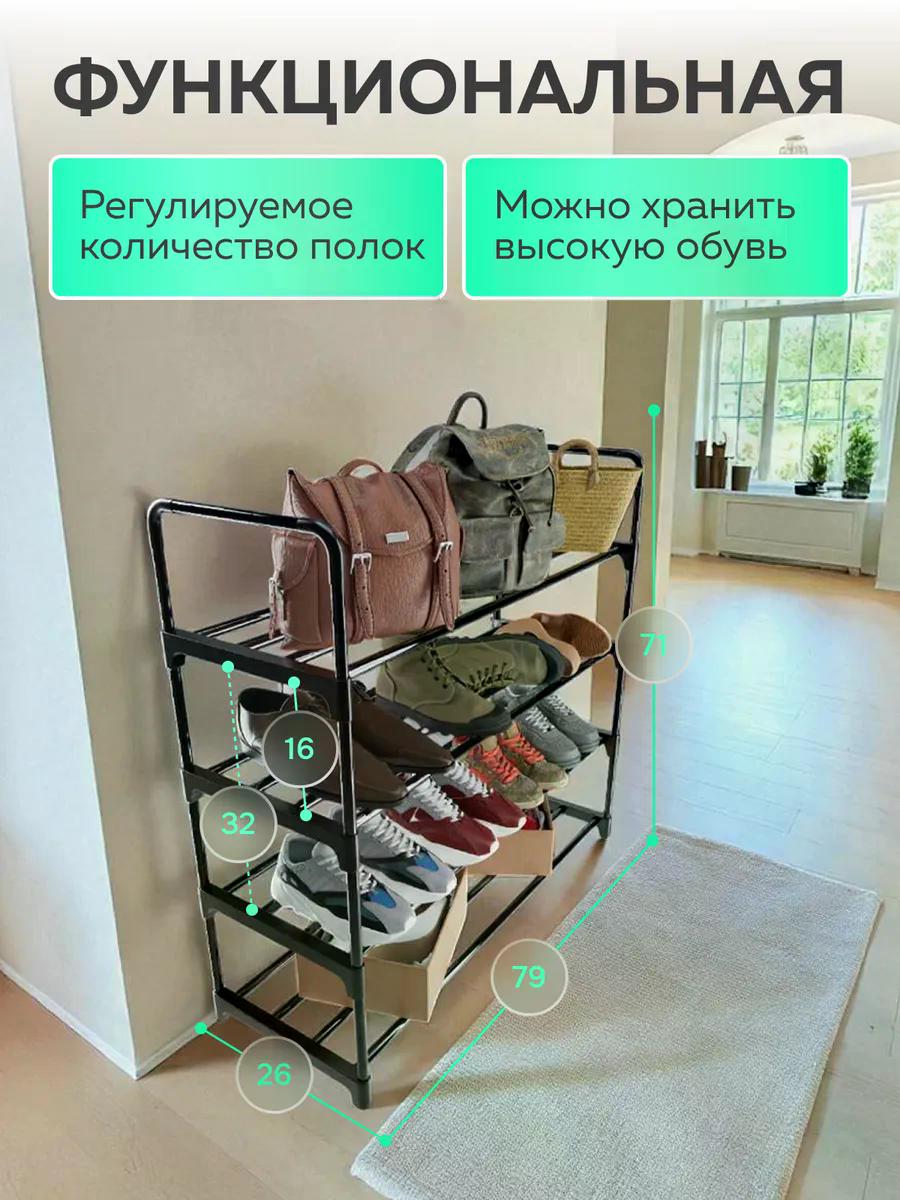 ФУНКЦИОНАЛЬНАЯ
Регулируемое
количество полок
Можно хранить
высокую обувь
71
16
32
79
26